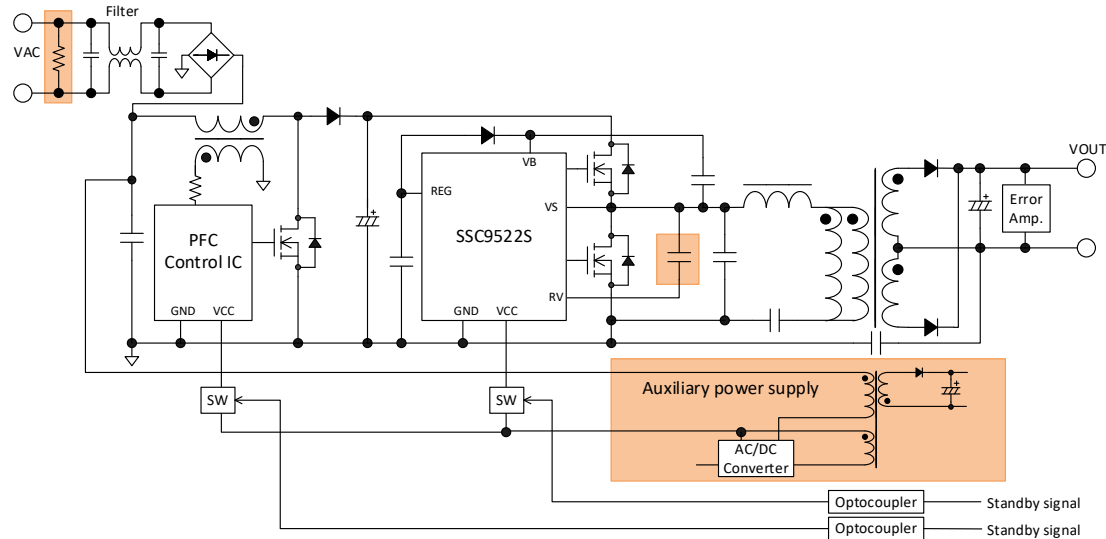 Filter
VAC
VOUT
VB
REG
VS
Error
Amp.
PFC
Control IC
SSC9522S
RV
GND
VCC
GND
VCC
+
+
SW
SW
Auxiliary power supply
+
AC/DC
Converter
Optocoupler
Standby signal
Optocoupler
Standby signal